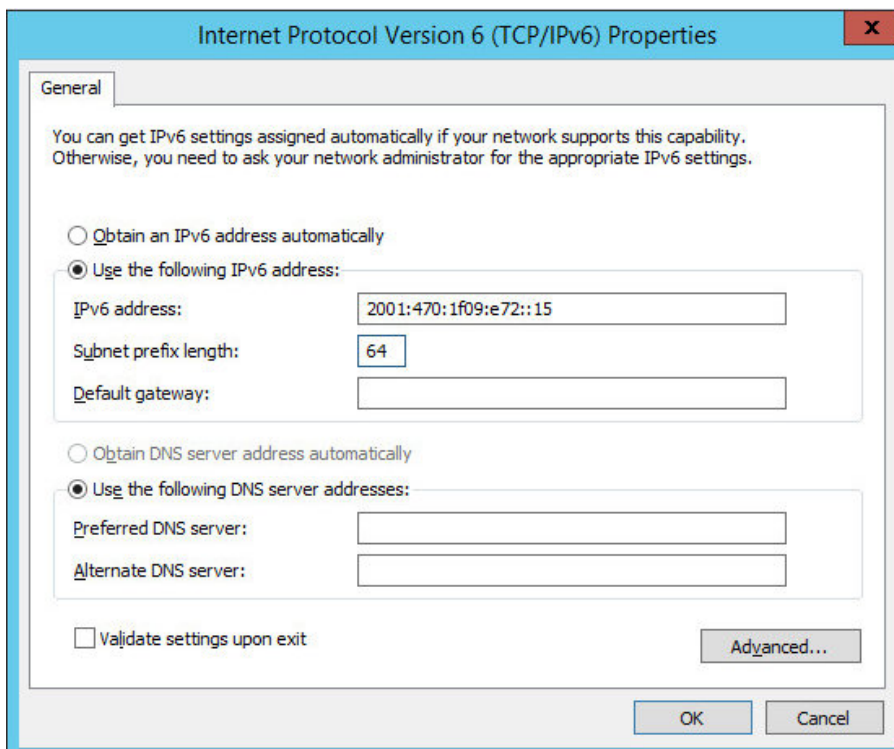 Internet Protocol Version 6 (TCP/IPv6) Properties
x
General
You can get IPv6 settings assigned automatically if your network supports this capability.
Otherwise, you need to ask your network administrator for the appropriate IPv6 settings.
Obtain an IPv6 address automatically
Use the following IPv6 address:
IPv6 address: 2001:470:1f09:e72::15
Subnet prefix length: 64
Default gateway:
Obtain DNS server address automatically
Use the following DNS server addresses:
Preferred DNS server:
Alternate DNS server:
Validate settings upon exit
Advanced...
OK Cancel